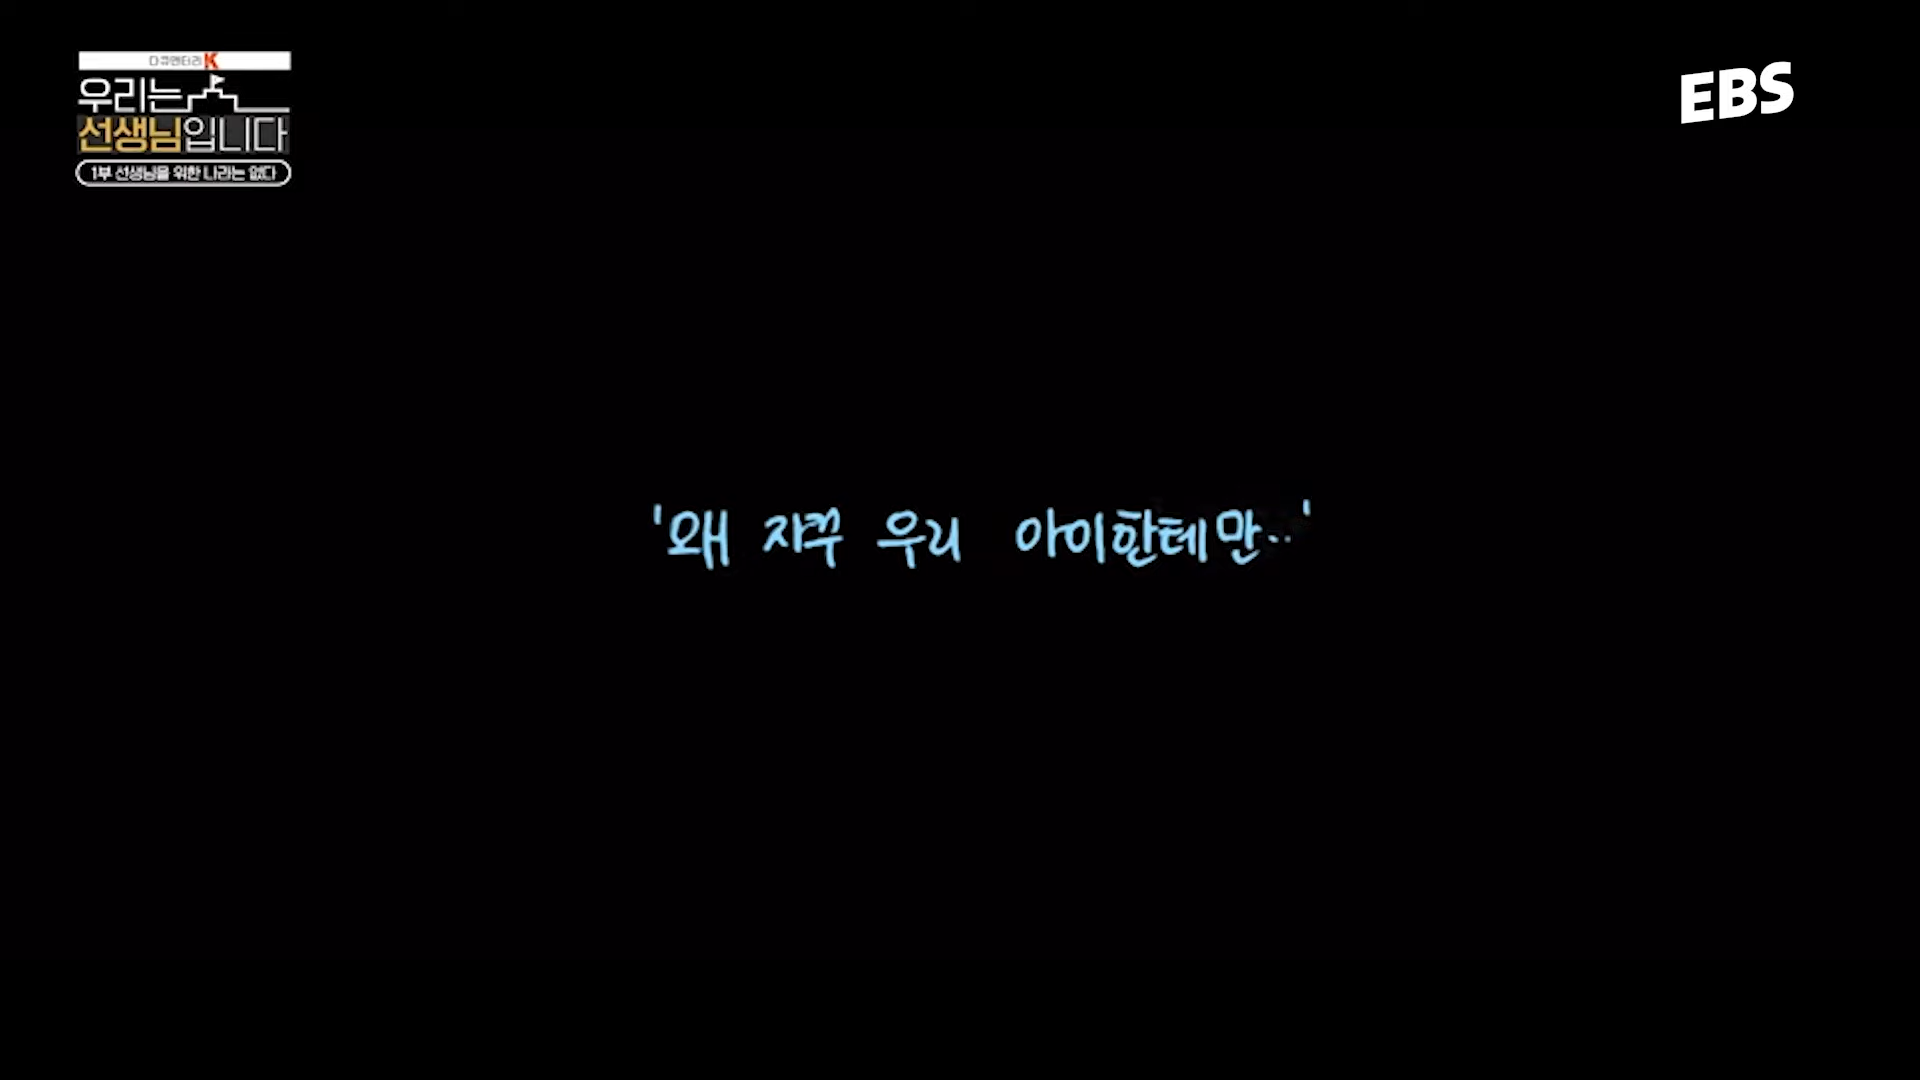 다큐멘터리K
우리는
선생님입니다
1부 선생님을 위한 나라는 없다
EBS
'왜 자꾸 우리 아이한테만..'